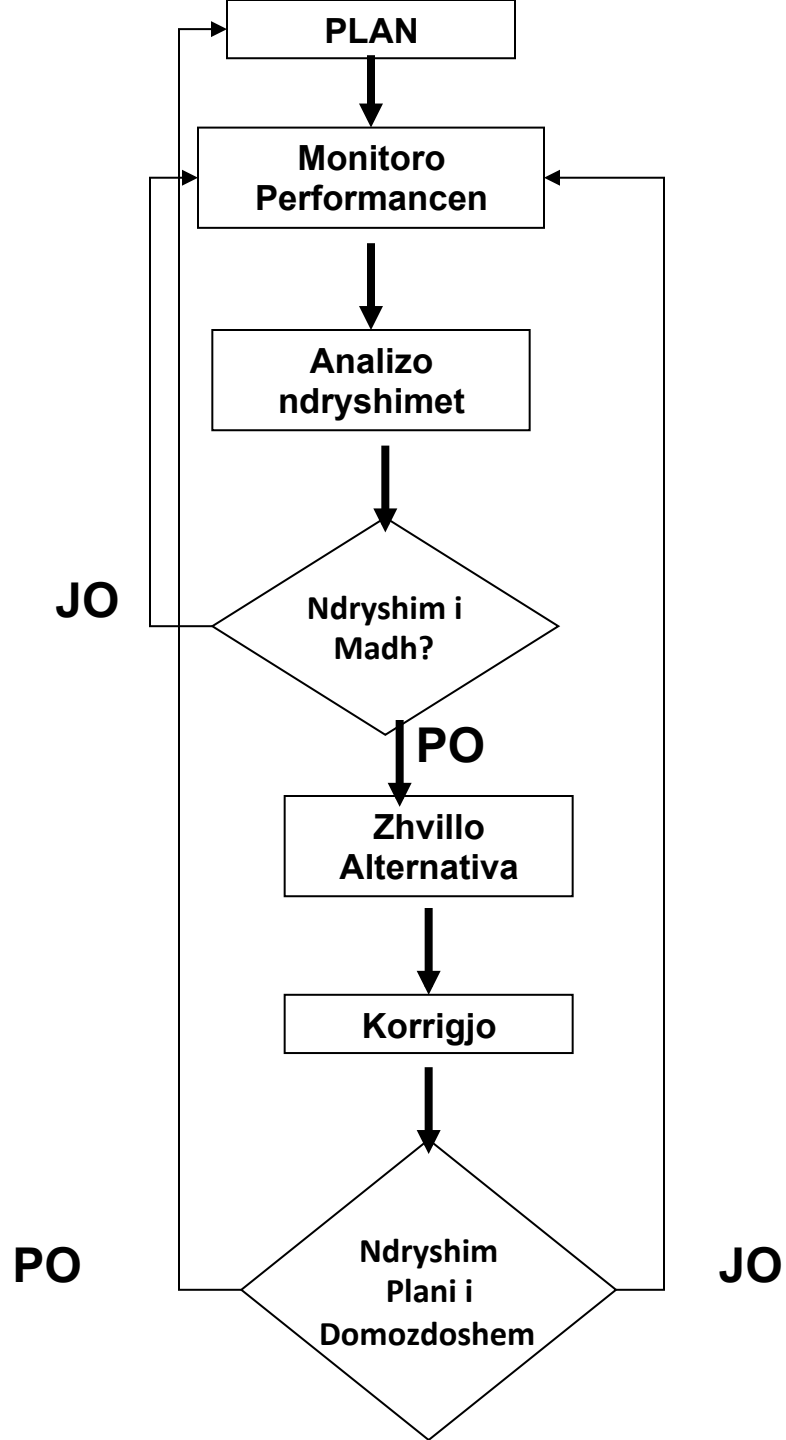 PLAN
Monitoro
Performancen
Analizo
ndryshimet
JO
Ndryshim i
Madh?
PO
Zhvillo
Alternativa
Korrigjo
PO
Ndryshim
Plani i
Domozdoshem
JO